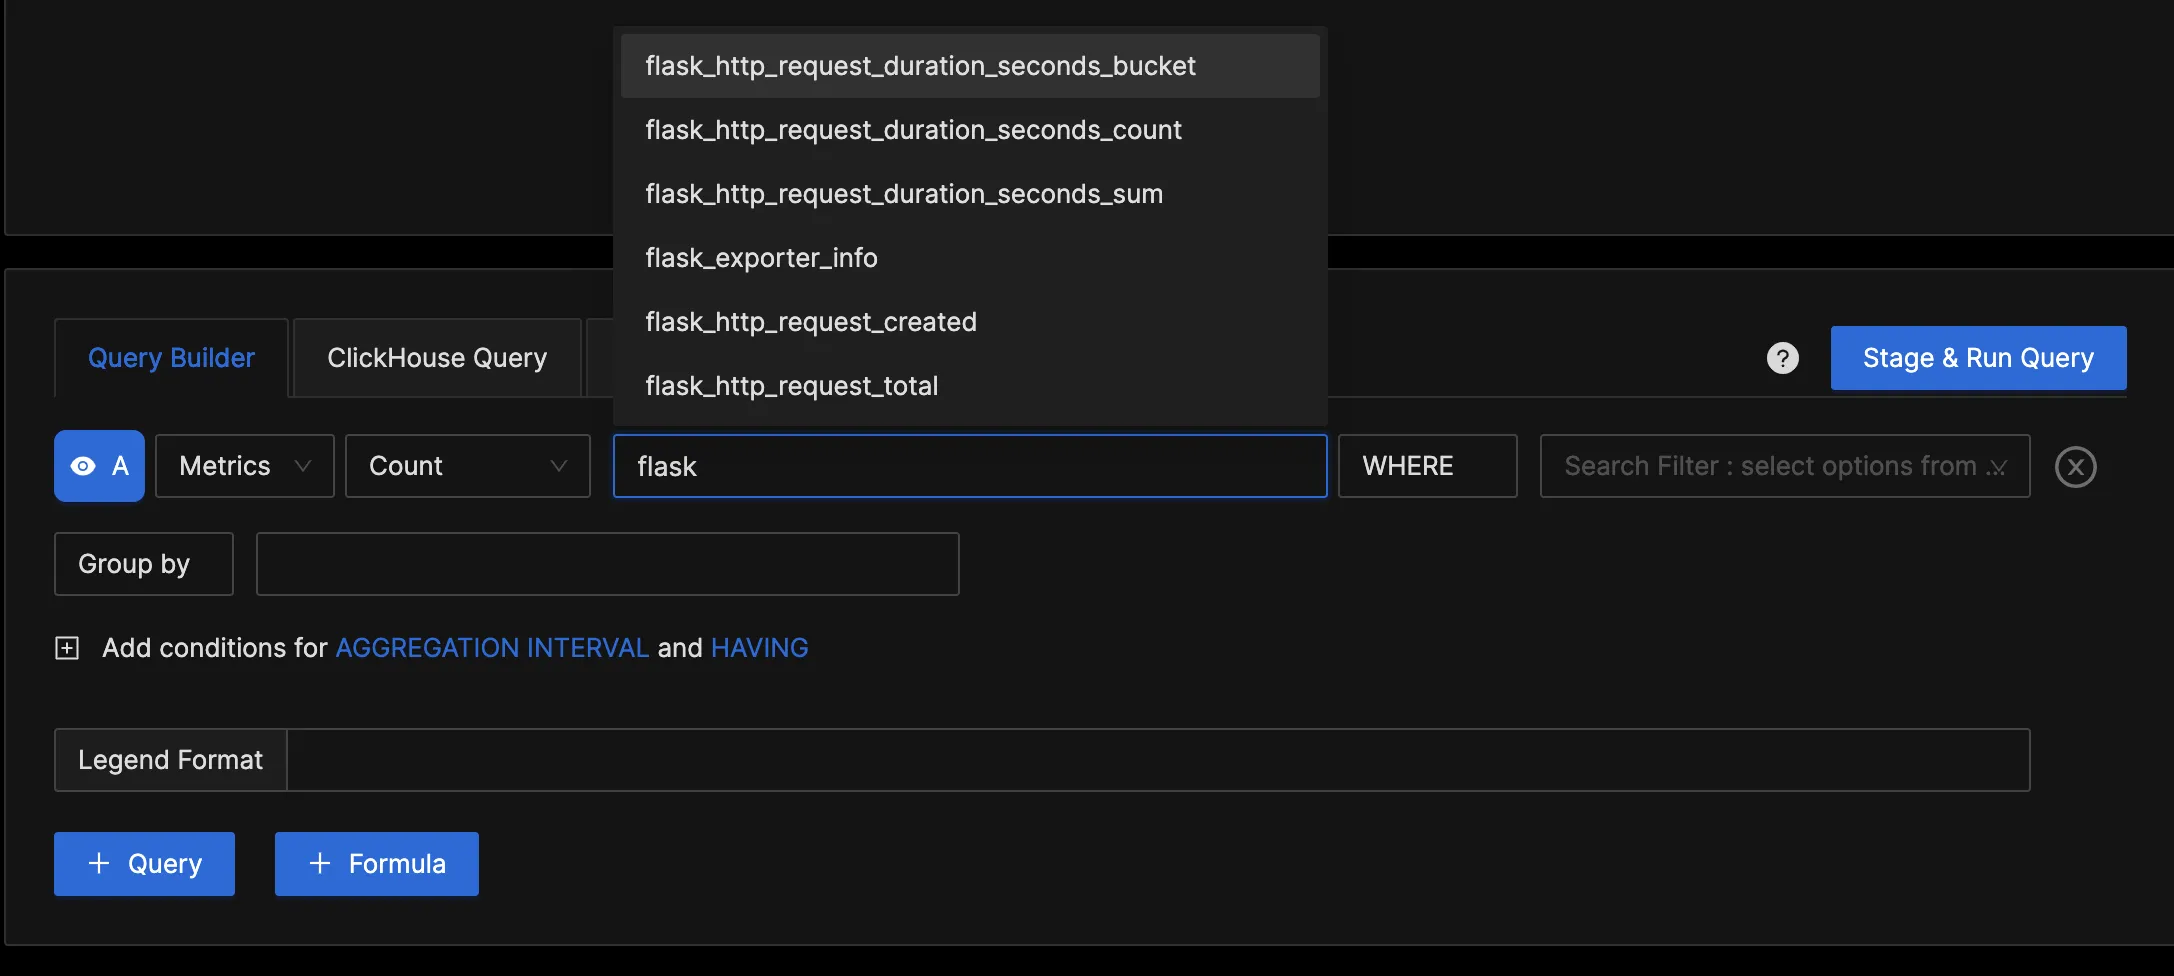 flask_http_request_duration_seconds_bucket
flask_http_request_duration_seconds_count
flask_http_request_duration_seconds_sum
flask_exporter_info
flask_http_request_created
flask_http_request_total
Query Builder
ClickHouse Query
?
Stage & Run Query
A
Metrics
Count
flask
WHERE
Search Filter : select options from ...
Group by
Add conditions for AGGREGATION INTERVAL and HAVING
Legend Format
+ Query
+ Formula